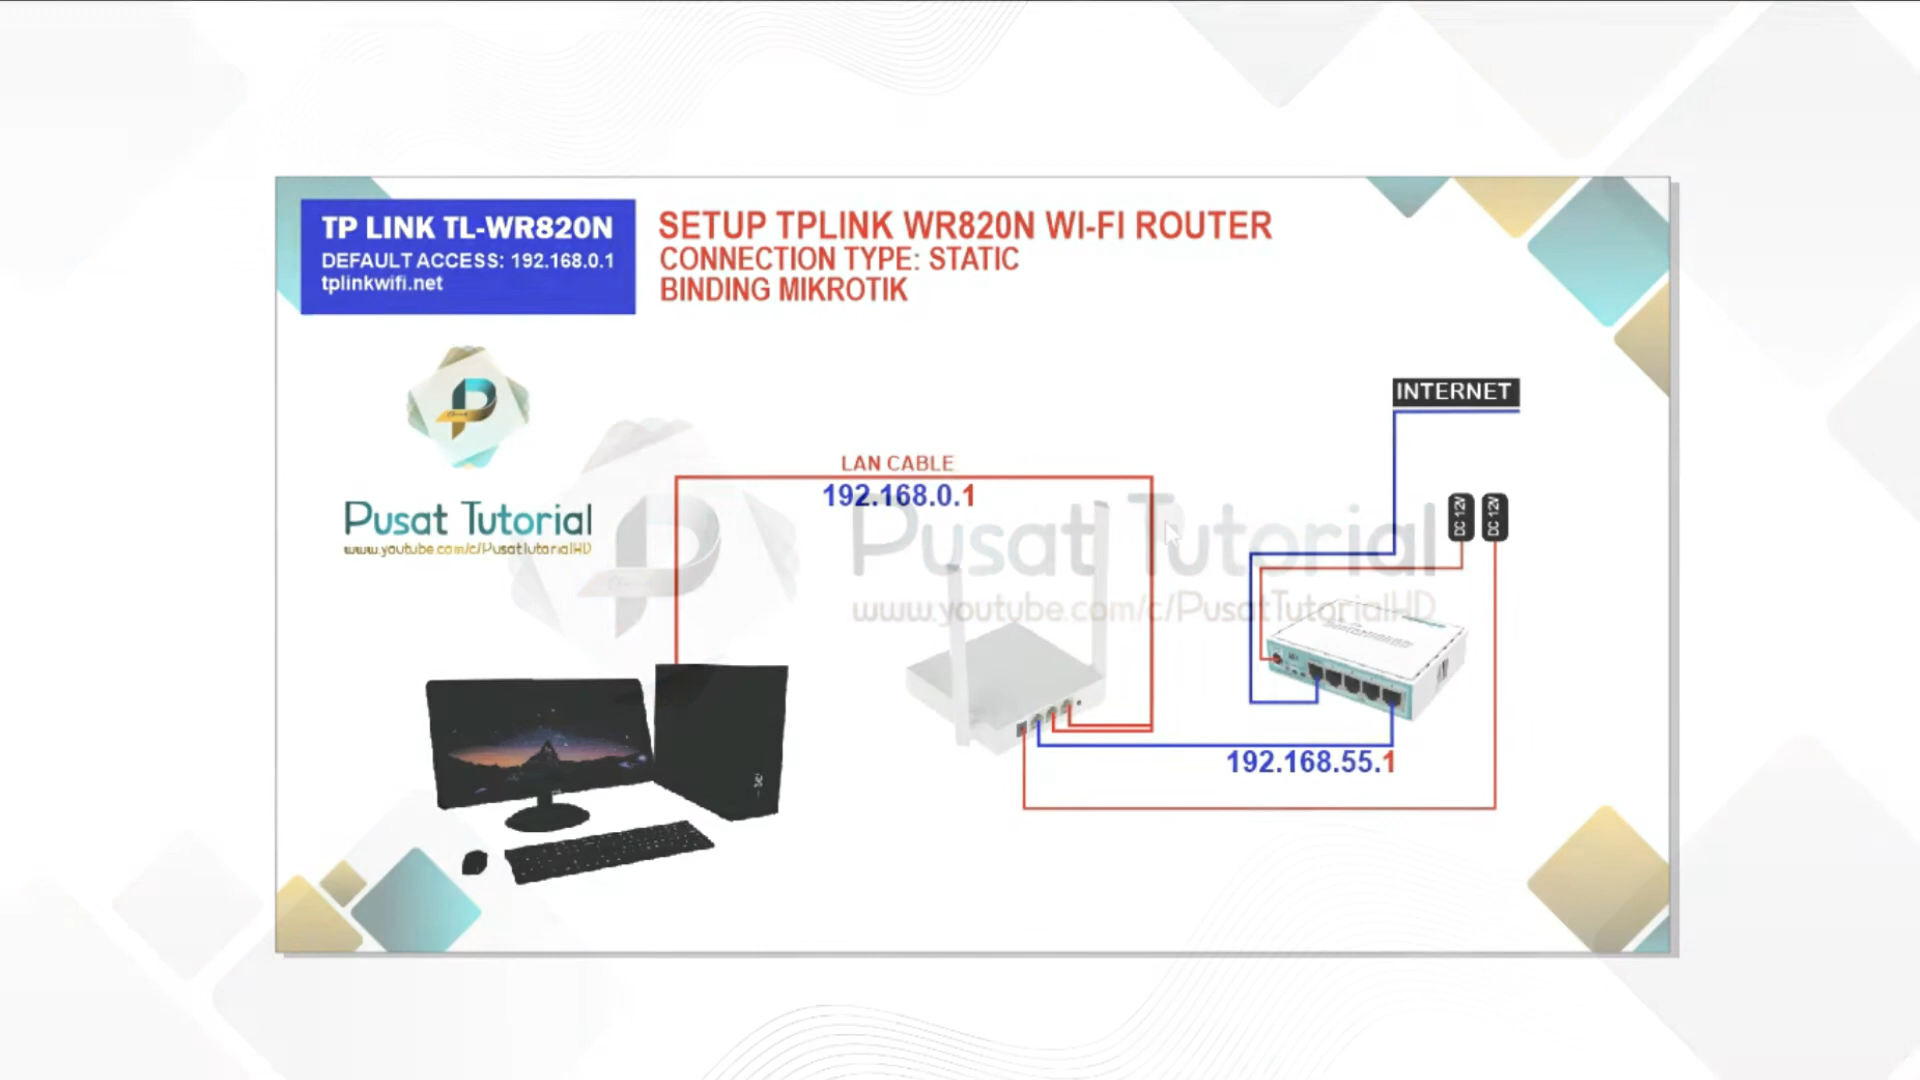 TP LINK TL-WR820N
DEFAULT ACCESS: 192.168.0.1
tplinkwifi.net
SETUP TPLINK WR820N WI-FI ROUTER
CONNECTION TYPE: STATIC
BINDING MIKROTIK
Pusat Tutorial
www.youtube.com/c/PusatTutorialHD
INTERNET
LAN CABLE
192.168.0.1
DC 12V
DC 12V
Pusat Tutorial
www.youtube.com/c/PusatTutorialHD
192.168.55.1